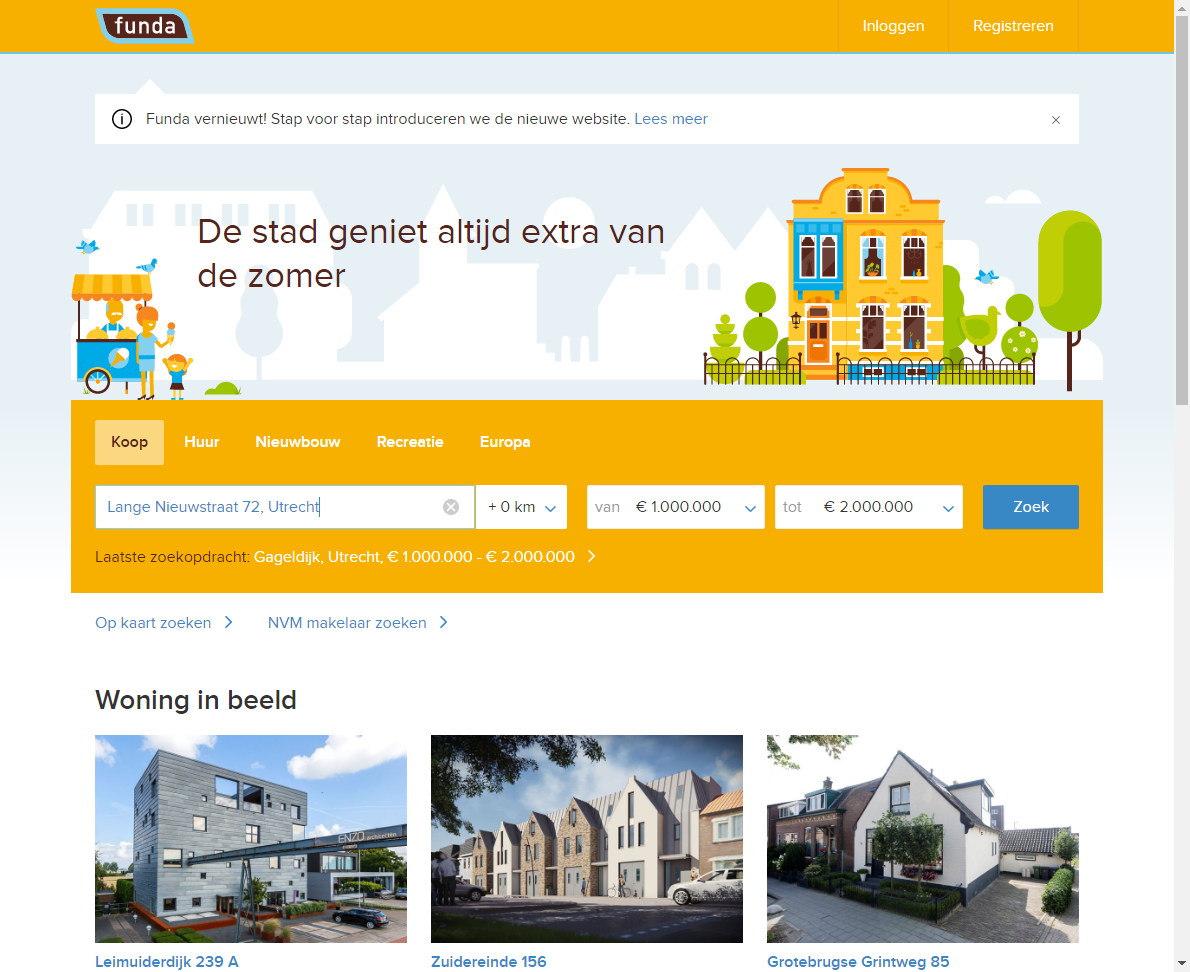 funda
Inloggen
Registreren
Funda vernieuwt! Stap voor stap introduceren we de nieuwe website. Lees meer
De stad geniet altijd extra van
de zomer
Koop
Huur
Nieuwbouw
Recreatie
Europa
Lange Nieuwstraat 72, Utrecht
+ 0 km
van € 1.000.000
tot € 2.000.000
Zoek
Laatste zoekopdracht: Gageldijk, Utrecht, € 1.000.000 - € 2.000.000
Op kaart zoeken
NVM makelaar zoeken
Woning in beeld
ENZO architecten
Leimuiderdijk 239 A
Zuidereinde 156
Grotebrugse Grintweg 85